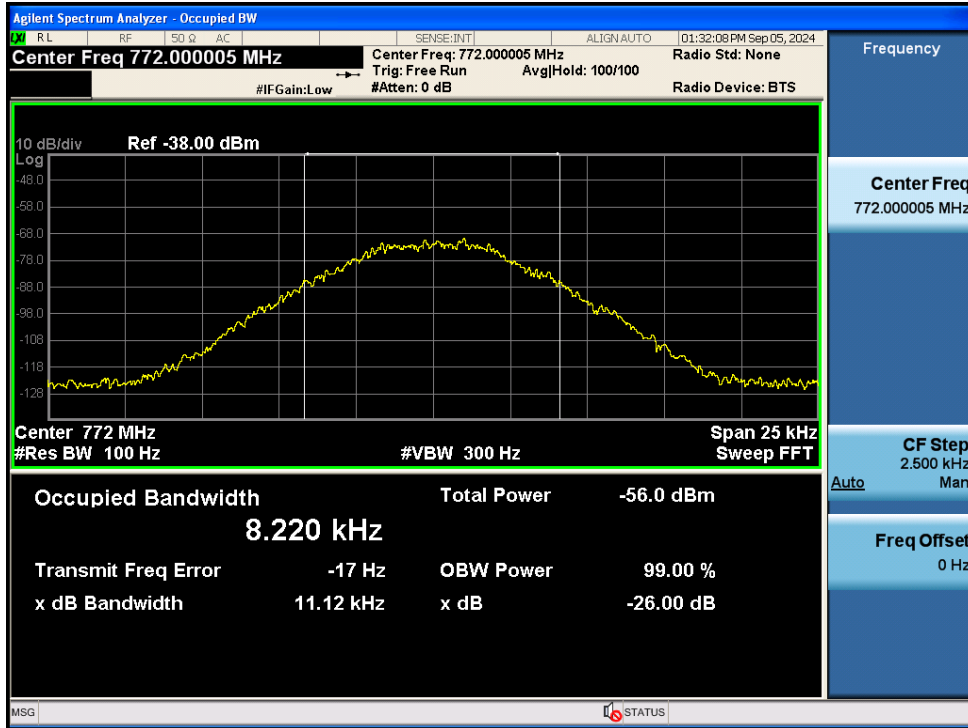 Agilent Spectrum Analyzer - Occupied BW
LXI RL RF 50 Ω AC SENSE:INT ALIGN AUTO 01:32:08 PM Sep 05, 2024
Center Freq 772.000005 MHz
Center Freq: 772.000005 MHz Radio Std: None
Trig: Free Run Avg|Hold: 100/100
#IFGain:Low #Atten: 0 dB Radio Device: BTS
10 dB/div Ref -38.00 dBm
Log
-48.0
-58.0
-68.0
-78.0
-88.0
-98.0
-108
-118
-128
Center 772 MHz Span 25 kHz
#Res BW 100 Hz #VBW 300 Hz Sweep FFT
Occupied Bandwidth Total Power -56.0 dBm
8.220 kHz
Transmit Freq Error -17 Hz OBW Power 99.00 %
x dB Bandwidth 11.12 kHz x dB -26.00 dB
MSG STATUS
Frequency
Center Freq
772.000005 MHz
CF Step
2.500 kHz
Auto Man
Freq Offset
0 Hz